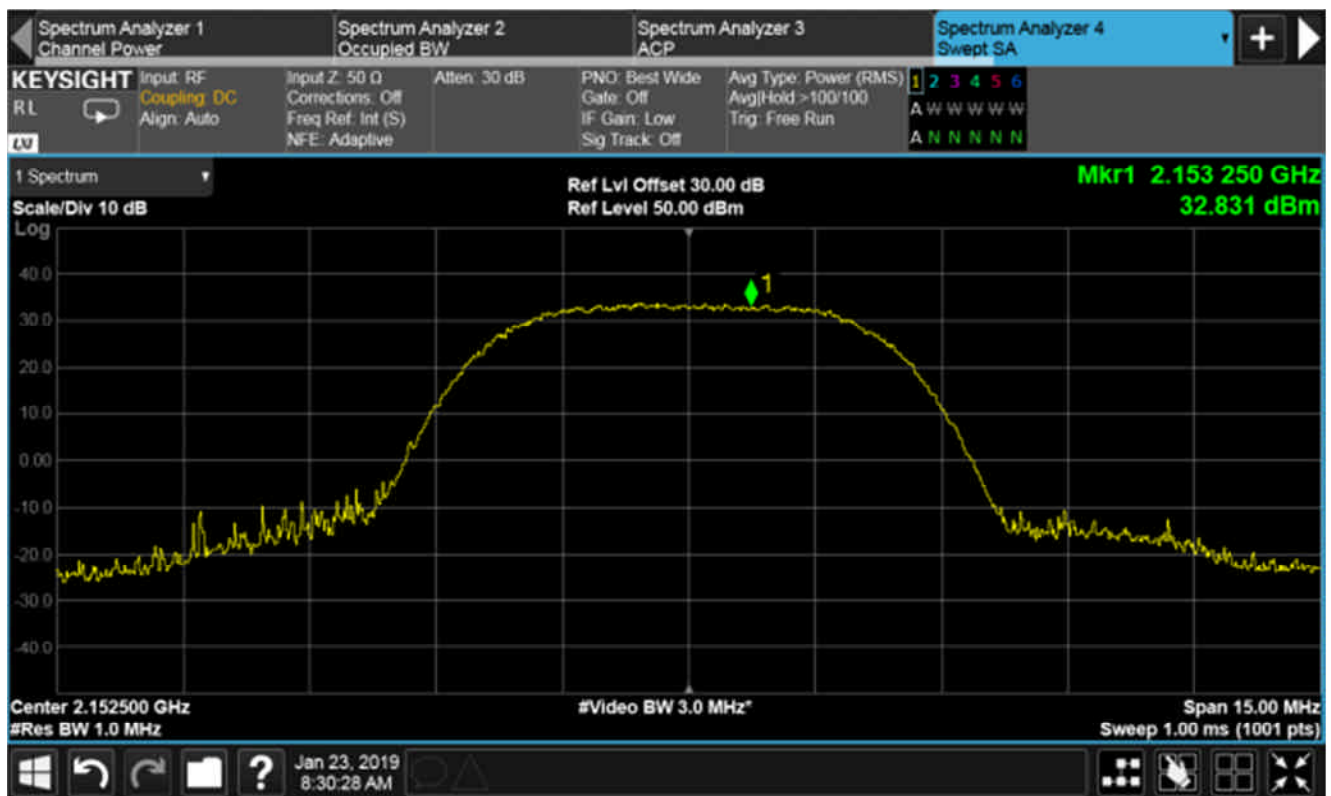 Spectrum Analyzer 1
Channel Power
Spectrum Analyzer 2
Occupied BW
Spectrum Analyzer 3
ACP
Spectrum Analyzer 4
Swept SA
KEYSIGHT
RL
LXI
Input: RF
Coupling: DC
Align: Auto
Input Z: 50 Ω
Corrections: Off
Freq Ref: Int (S)
NFE: Adaptive
Atten: 30 dB
PNO: Best Wide
Gate: Off
IF Gain: Low
Sig Track: Off
Avg Type: Power (RMS)
Avg|Hold:>100/100
Trig: Free Run
1 2 3 4 5 6
A W W W W W
A N N N N N
1 Spectrum
Scale/Div 10 dB
Log
Ref Lvl Offset 30.00 dB
Ref Level 50.00 dBm
Mkr1 2.153 250 GHz
32.831 dBm
1
40.0
30.0
20.0
10.0
0.00
-10.0
-20.0
-30.0
-40.0
Center 2.152500 GHz
#Res BW 1.0 MHz
#Video BW 3.0 MHz*
Span 15.00 MHz
Sweep 1.00 ms (1001 pts)
?
Jan 23, 2019
8:30:28 AM